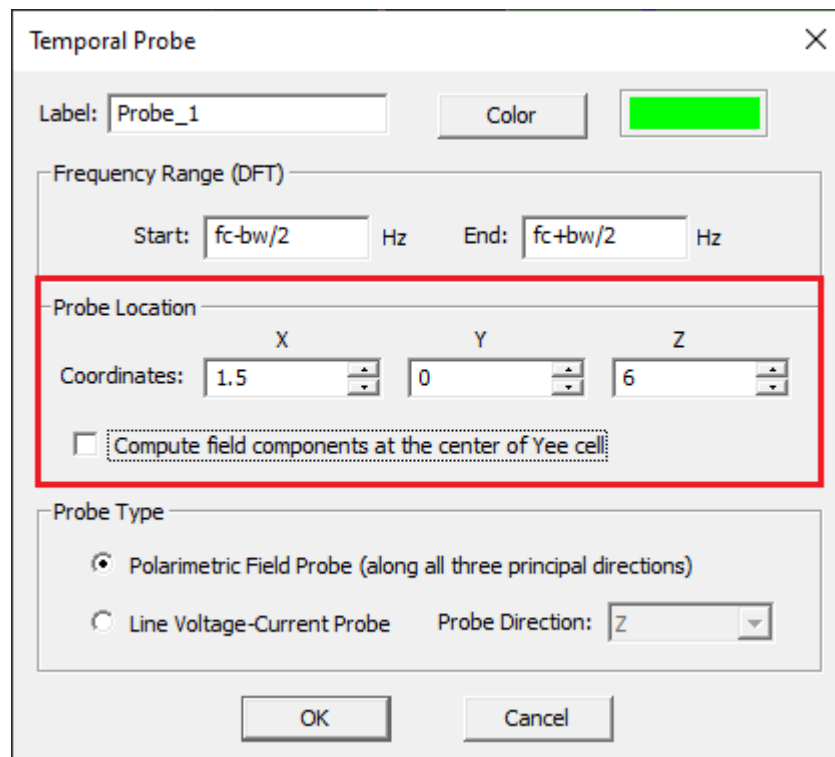 Temporal Probe
Label: Probe_1 Color
Frequency Range (DFT)
Start: fc-bw/2 Hz End: fc+bw/2 Hz
Probe Location
X Y Z
Coordinates: 1.5 0 6
Compute field components at the center of Yee cell
Probe Type
Polarimetric Field Probe (along all three principal directions)
Line Voltage-Current Probe Probe Direction: Z
OK Cancel